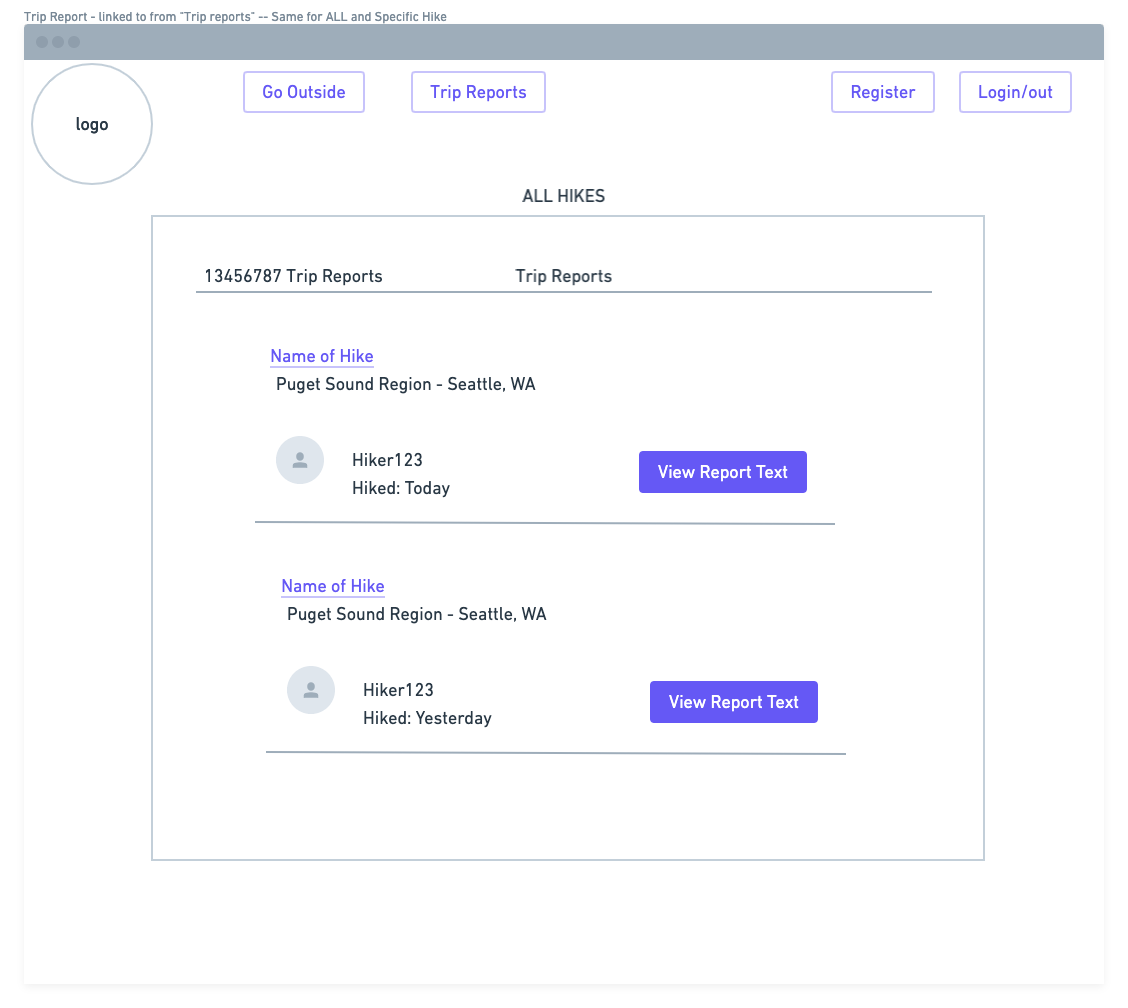 Trip Report - linked to from "Trip reports" -- Same for ALL and Specific Hike
logo
Go Outside
Trip Reports
Register
Login/out
ALL HIKES
13456787 Trip Reports
Trip Reports
Name of Hike
Puget Sound Region - Seattle, WA
Hiker123
Hiked: Today
View Report Text
Name of Hike
Puget Sound Region - Seattle, WA
Hiker123
Hiked: Yesterday
View Report Text